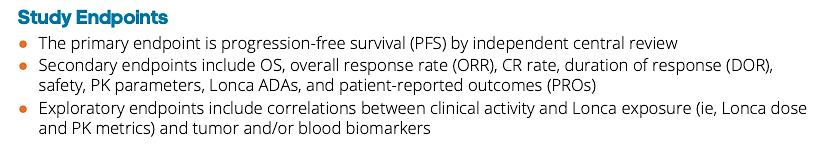 Study Endpoints
● The primary endpoint is progression-free survival (PFS) by independent central review
● Secondary endpoints include OS, overall response rate (ORR), CR rate, duration of response (DOR),
safety, PK parameters, Lonca ADAs, and patient-reported outcomes (PROs)
● Exploratory endpoints include correlations between clinical activity and Lonca exposure (ie, Lonca dose
and PK metrics) and tumor and/or blood biomarkers